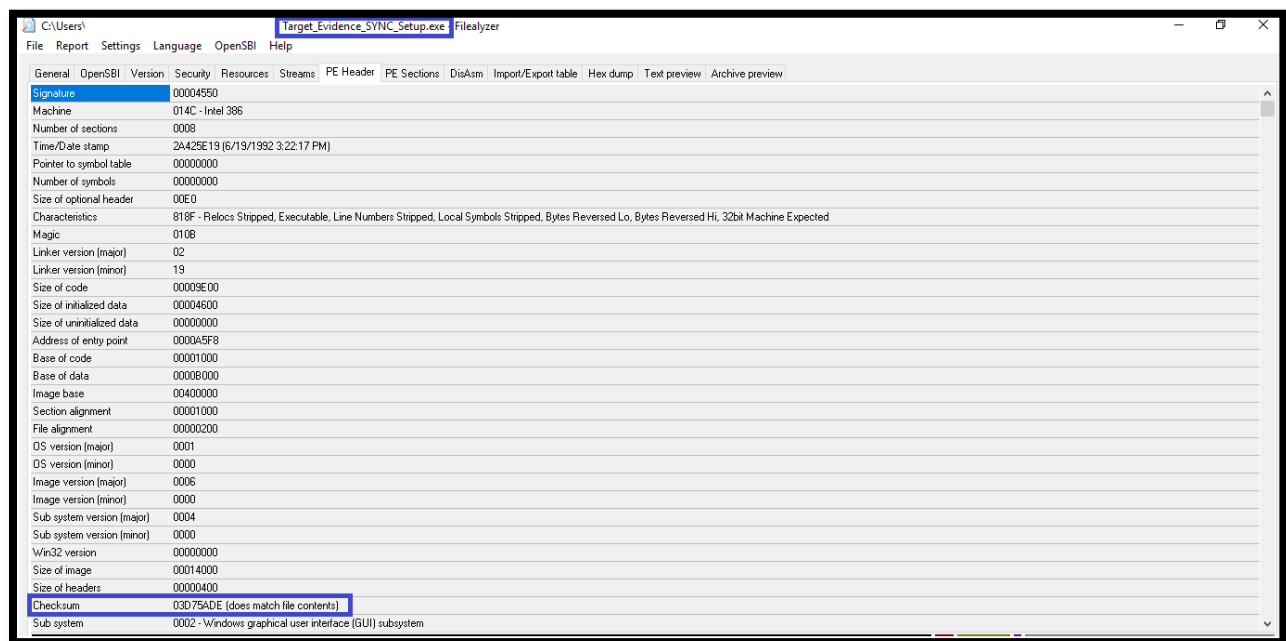 C:\Users\ Target_Evidence_SYNC_Setup.exe - Filealyzer
File Report Settings Language OpenSBI Help
General OpenSBI Version Security Resources Streams PE Header PE Sections DisAsm Import/Export table Hex dump Text preview Archive preview
Signature 00004550
Machine 014C - Intel 386
Number of sections 0008
Time/Date stamp 2A425E19 (6/19/1992 3:22:17 PM)
Pointer to symbol table 00000000
Number of symbols 00000000
Size of optional header 00E0
Characteristics 818F - Relocs Stripped, Executable, Line Numbers Stripped, Local Symbols Stripped, Bytes Reversed Lo, Bytes Reversed Hi, 32bit Machine Expected
Magic 010B
Linker version (major) 02
Linker version (minor) 19
Size of code 00009E00
Size of initialized data 00004600
Size of uninitialized data 00000000
Address of entry point 0000A5F8
Base of code 00001000
Base of data 0000B000
Image base 00400000
Section alignment 00001000
File alignment 00000200
OS version (major) 0001
OS version (minor) 0000
Image version (major) 0006
Image version (minor) 0000
Sub system version (major) 0004
Sub system version (minor) 0000
Win32 version 00000000
Size of image 00014000
Size of headers 00000400
Checksum 03D75ADE (does match file contents)
Sub system 0002 - Windows graphical user interface (GUI) subsystem